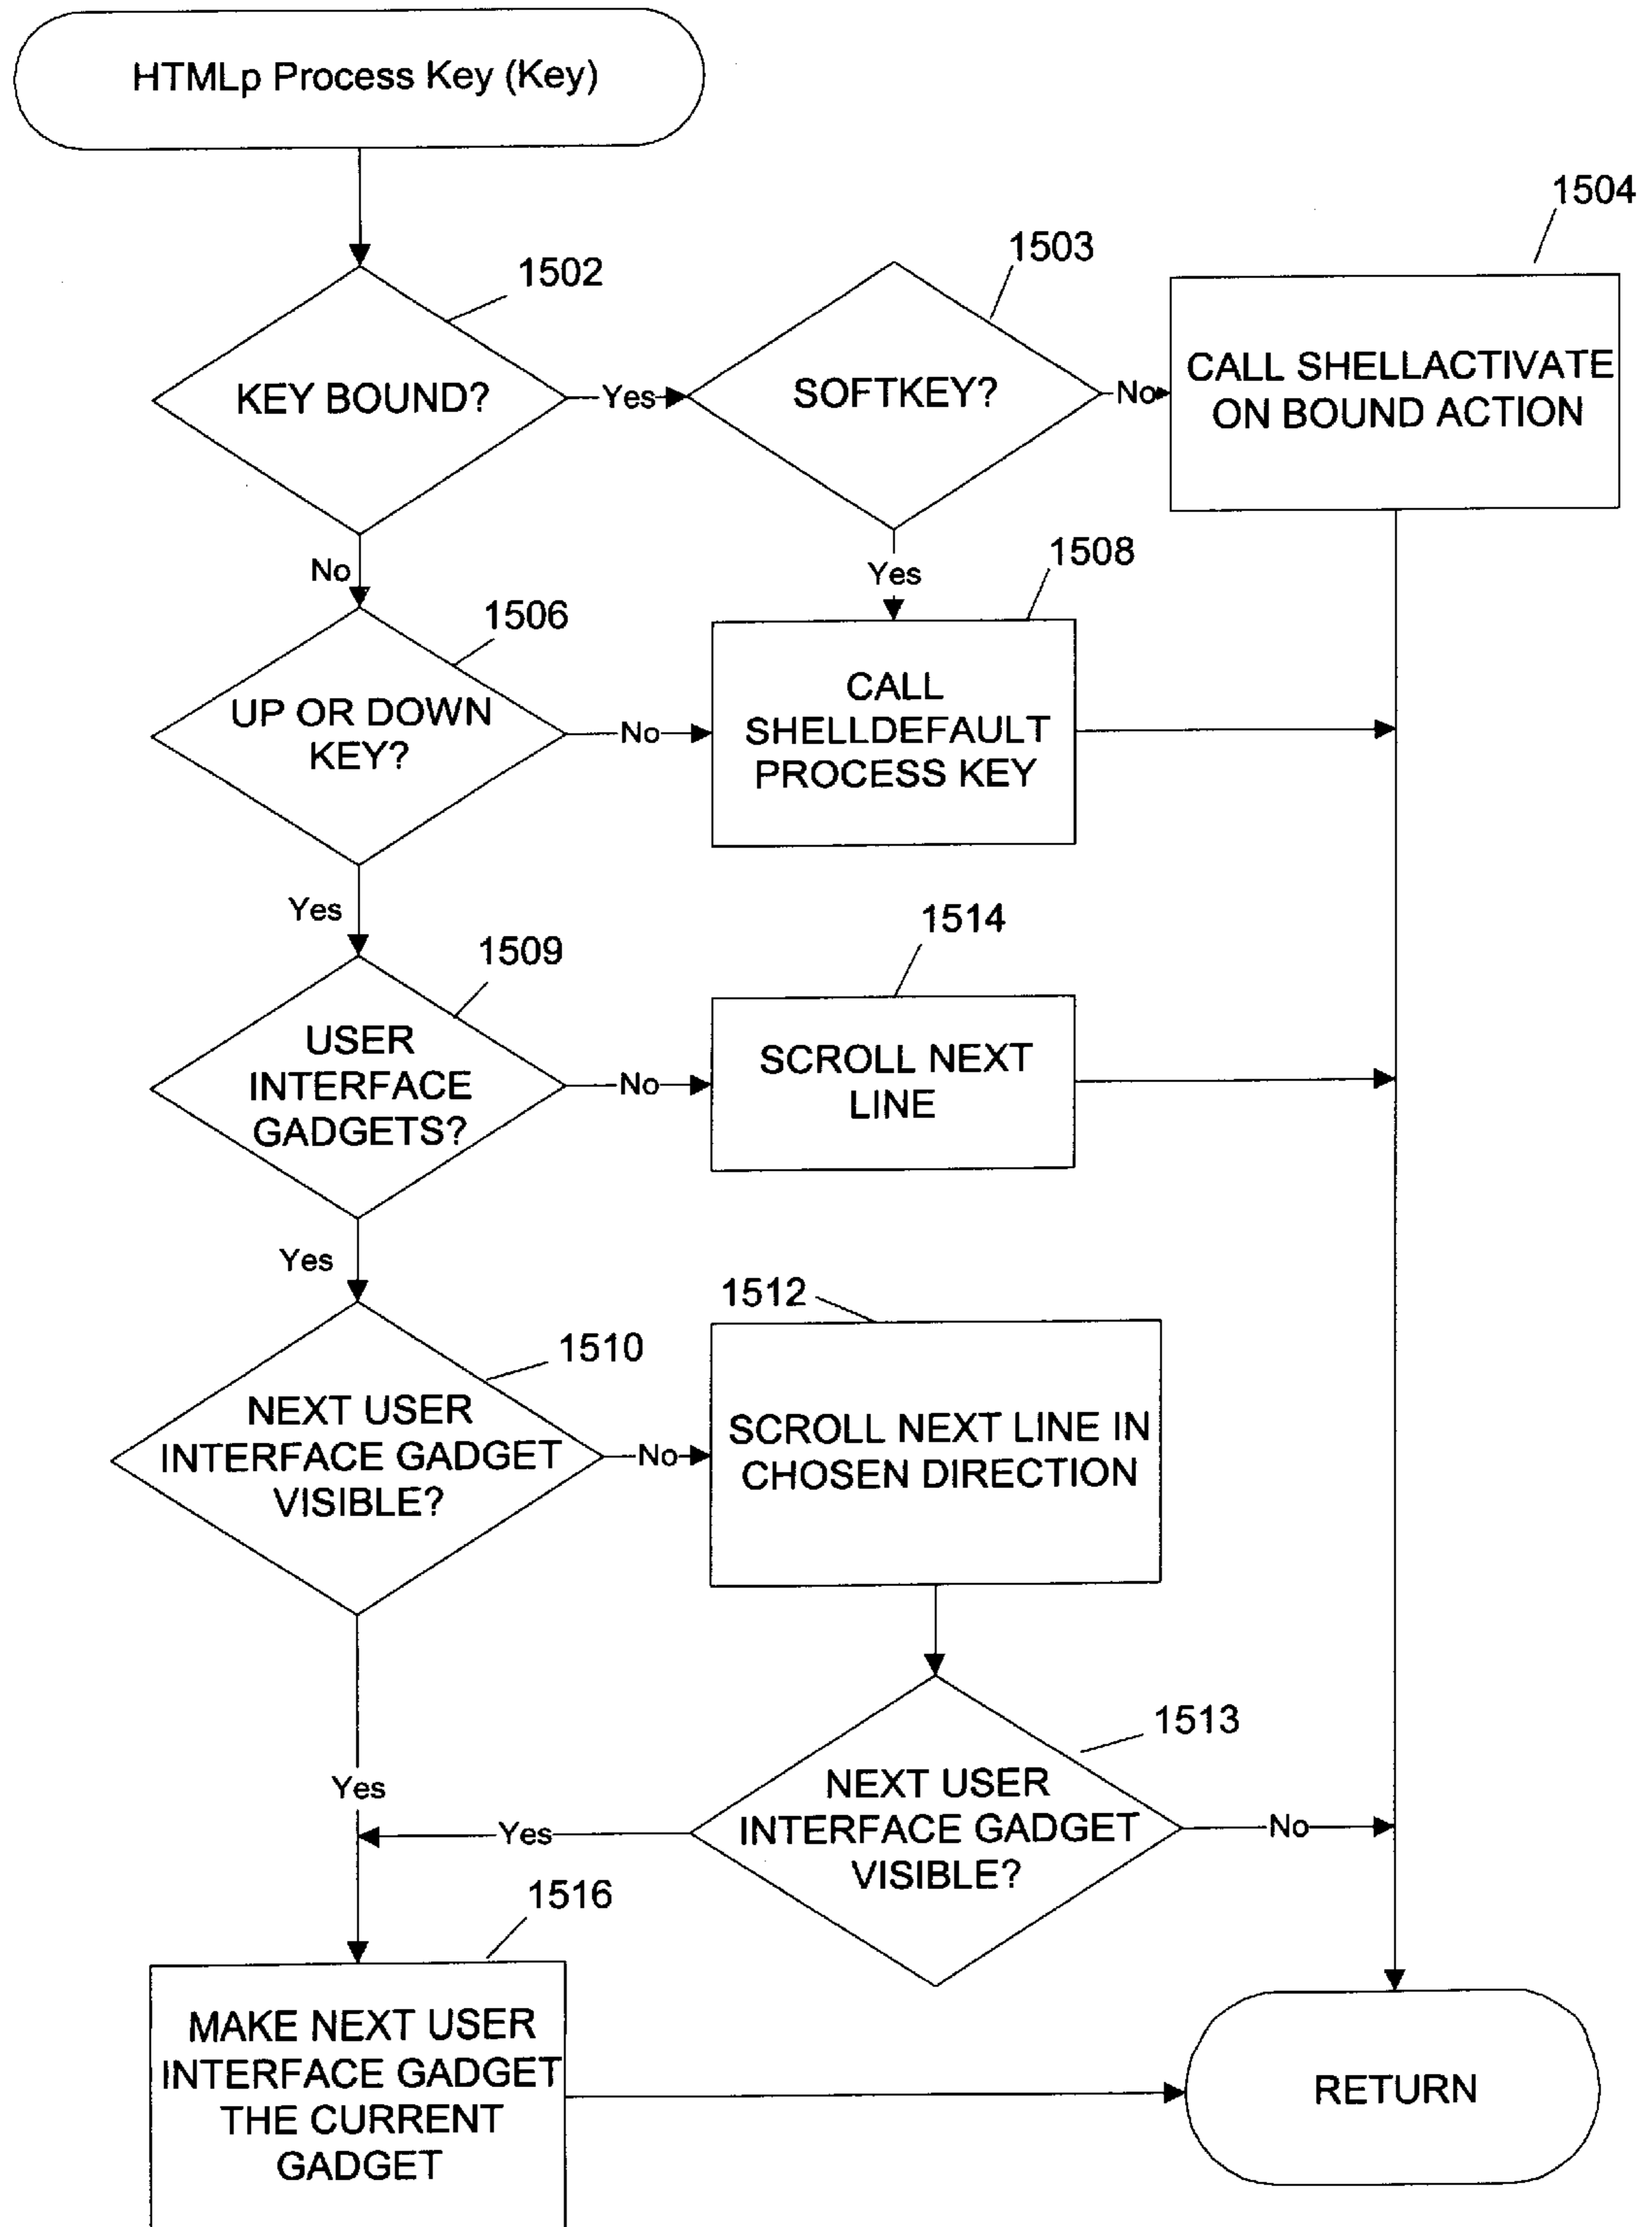 HTMLp Process Key (Key)
1504
1503
1502
KEY BOUND?
Yes
SOFTKEY?
No
CALL SHELLACTIVATE
ON BOUND ACTION
No
Yes
1508
1506
UP OR DOWN
KEY?
No
CALL
SHELLDEFAULT
PROCESS KEY
Yes
1514
1509
USER
INTERFACE
GADGETS?
No
SCROLL NEXT
LINE
Yes
1512
1510
NEXT USER
INTERFACE GADGET
VISIBLE?
No
SCROLL NEXT LINE IN
CHOSEN DIRECTION
1513
Yes
NEXT USER
INTERFACE GADGET
VISIBLE?
Yes
No
1516
MAKE NEXT USER
INTERFACE GADGET
THE CURRENT
GADGET
RETURN